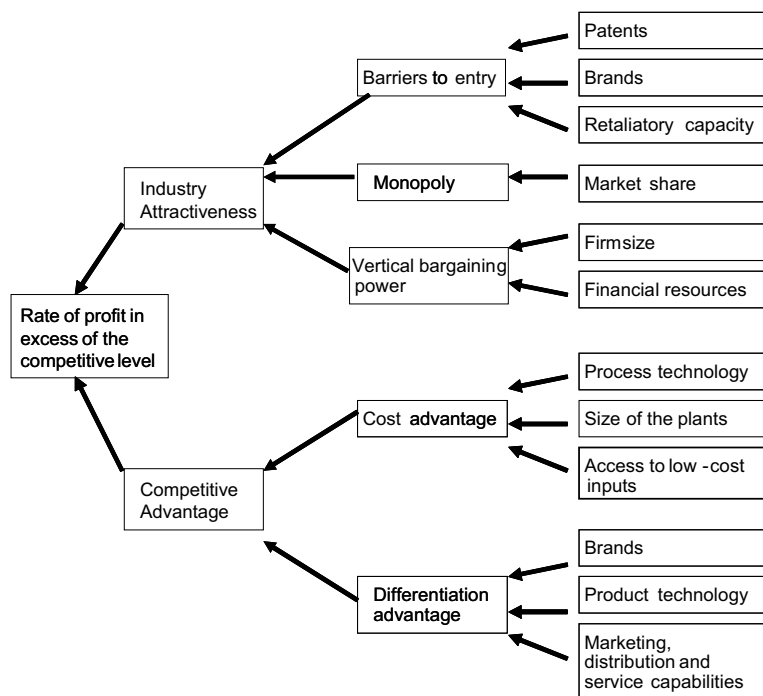 Patents
Barriers to entry
Brands
Retaliatory capacity
Industry
Attractiveness
Monopoly
Market share
Vertical bargaining
power
Firmsize
Financial resources
Rate of profit in
excess of the
competitive level
Process technology
Cost advantage
Size of the plants
Access to low -cost
inputs
Competitive
Advantage
Brands
Differentiation
advantage
Product technology
Marketing,
distribution and
service capabilities